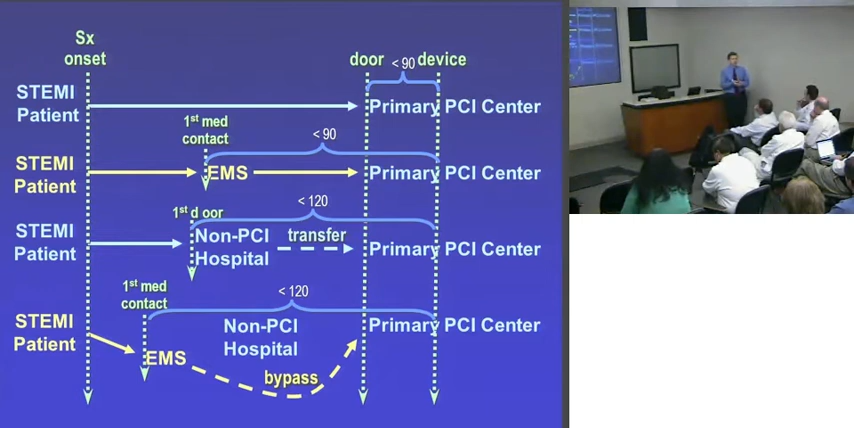 Sx
onset
door < 90 device
STEMI
Patient
Primary PCI Center
1st med
contact
< 90
STEMI
Patient
EMS
Primary PCI Center
1st d oor
< 120
STEMI
Patient
Non-PCI
Hospital
transfer
Primary PCI Center
1st med
contact
< 120
STEMI
Patient
Non-PCI
Hospital
Primary PCI Center
EMS
bypass